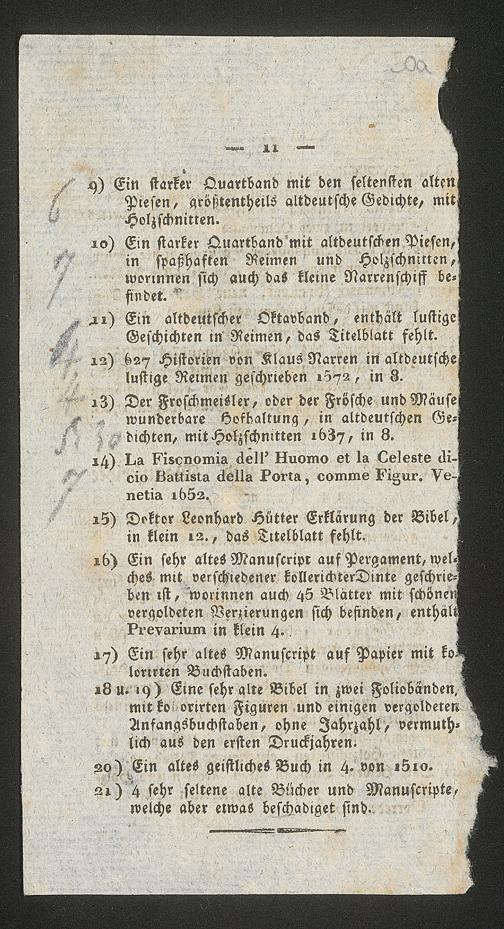 20a
— 11 —
9) Ein starker Quartband mit den seltensten alten
Piesen, größtentheils altdeutsche Gedichte, mit
Holzschnitten.
10) Ein starker Quartband mit altdeutschen Piesen,
in spaßhaften Reimen und Holzschnitten,
worinnen sich auch das kleine Narrenschiff be-
findet.
11) Ein altdeutscher Oktavband, enthält lustige
Geschichten in Reimen, das Titelblatt fehlt.
12) 627 Historien von Klaus Narren in altdeutsche
lustige Reimen geschrieben 1572, in 8.
13) Der Froschmeisler, oder der Frösche und Mäuse
wunderbare Hofhaltung, in altdeutschen Ge-
dichten, mit Holzschnitten 1637, in 8.
14) La Fisonomia dell' Huomo et la Celeste di-
cio Battista della Porta, comme Figur. Ve-
netia 1652.
15) Doktor Leonhard Hütter Erklärung der Bibel,
in klein 12., das Titelblatt fehlt.
16) Ein sehr altes Manuscript auf Pergament, wel-
ches mit verschiedener kollerichter Dinte geschrie-
ben ist, worinnen auch 45 Blätter mit schönen
vergoldeten Verzierungen sich befinden, enthält
Prevarium in klein 4.
17) Ein sehr altes Manuscript auf Papier mit ko-
lorirten Buchstaben.
18 u. 19) Eine sehr alte Bibel in zwei Foliobänden,
mit kolorirten Figuren und einigen vergoldeten
Anfangsbuchstaben, ohne Jahrzahl, vermuth-
lich aus den ersten Druckjahren.
20) Ein altes geistliches Buch in 4. von 1510.
21) 4 sehr seltene alte Bücher und Manuscripte,
welche aber etwas beschadiget sind.
6
7
4
4
7